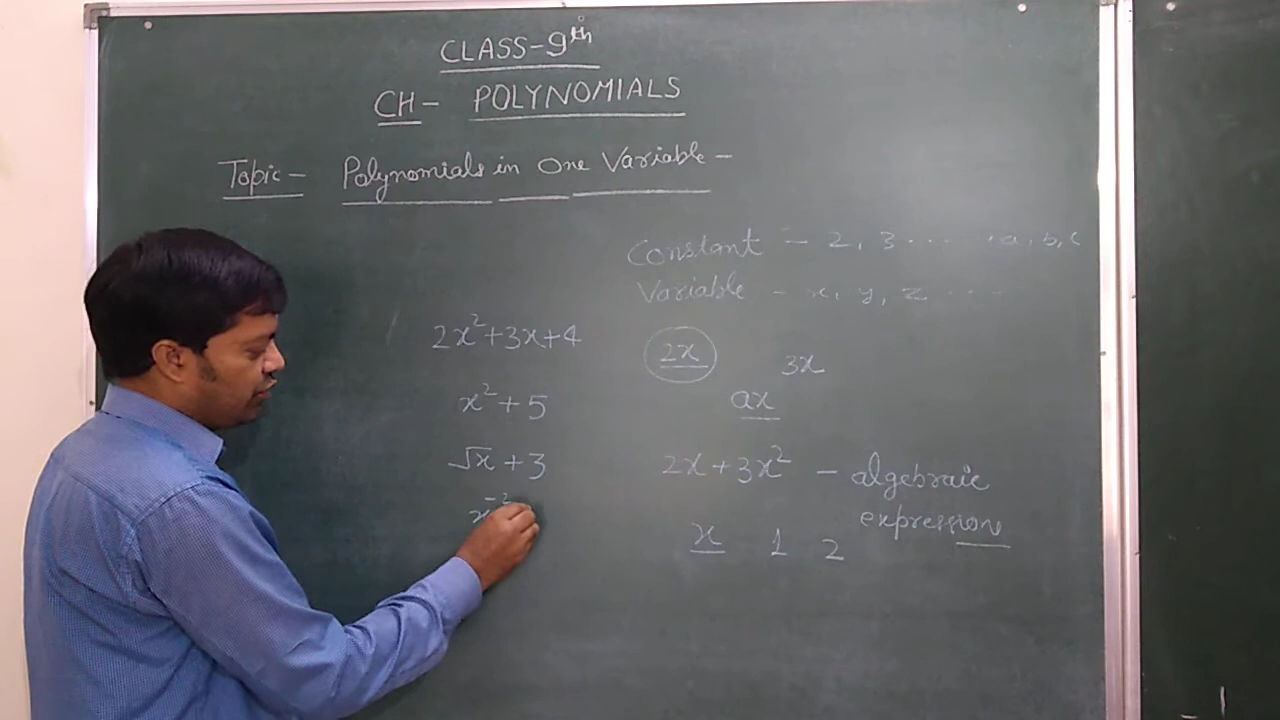 CLASS-9th
CH- POLYNOMIALS
Topic- Polynomials in One Variable-
Constant - 2, 3 ...... a, b, c
Variable - x, y, z ....
2x²+3x+4
2x
3x
x²+5
ax
√x+3
2x+3x² - algebraic
expression
x⁻²
x 1 2